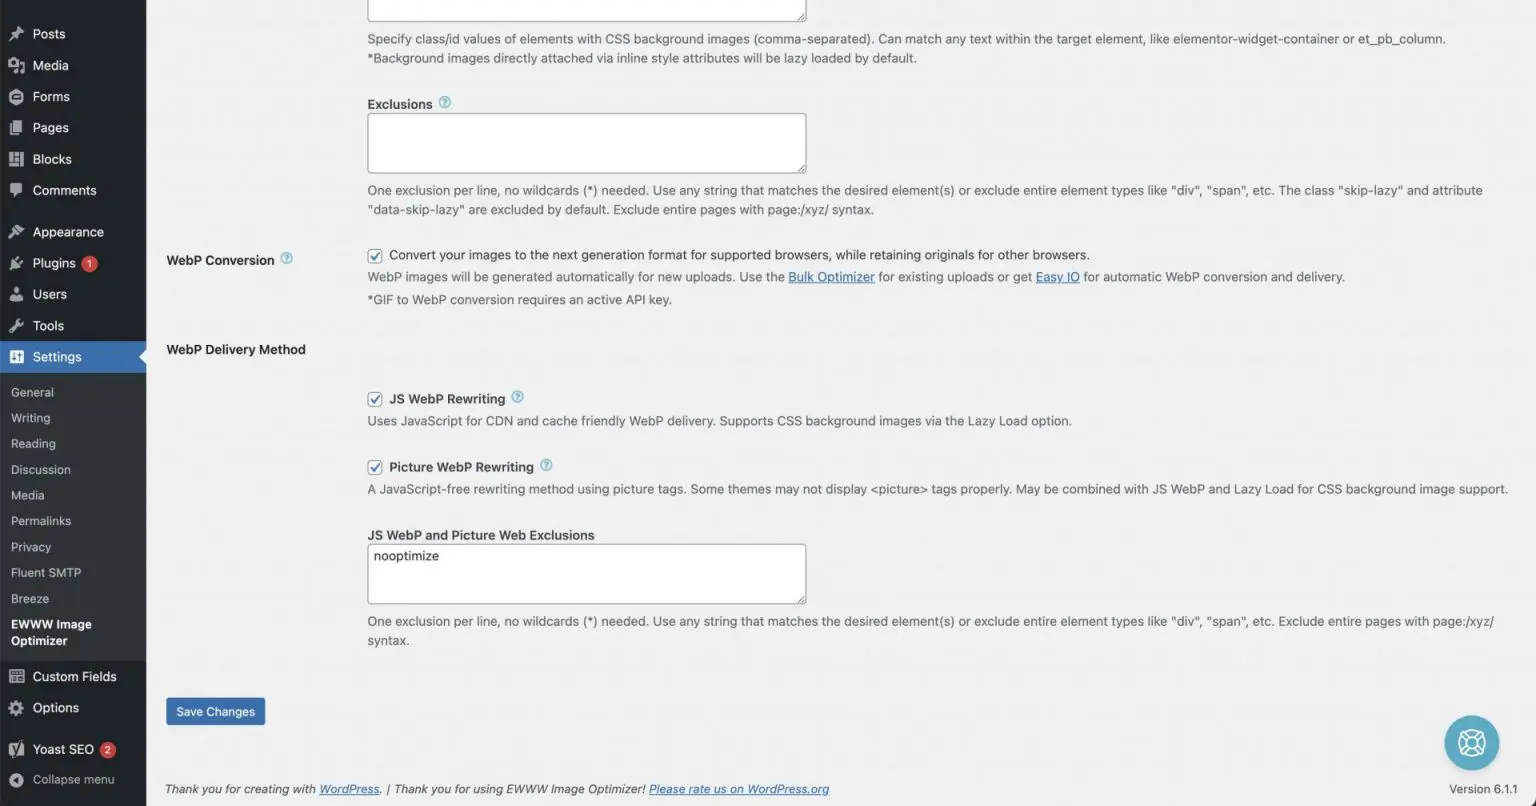 Posts
Media
Forms
Pages
Blocks
Comments
Appearance
Plugins 1
Users
Tools
Settings
General
Writing
Reading
Discussion
Media
Permalinks
Privacy
Fluent SMTP
Breeze
EWWW Image
Optimizer
Custom Fields
Options
Yoast SEO 2
Collapse menu
Specify class/id values of elements with CSS background images (comma-separated). Can match any text within the target element, like elementor-widget-container or et_pb_column.
*Background images directly attached via inline style attributes will be lazy loaded by default.
Exclusions ?
One exclusion per line, no wildcards (*) needed. Use any string that matches the desired element(s) or exclude entire element types like "div", "span", etc. The class "skip-lazy" and attribute
"data-skip-lazy" are excluded by default. Exclude entire pages with page:/xyz/ syntax.
WebP Conversion ? Convert your images to the next generation format for supported browsers, while retaining originals for other browsers.
WebP images will be generated automatically for new uploads. Use the Bulk Optimizer for existing uploads or get Easy IO for automatic WebP conversion and delivery.
*GIF to WebP conversion requires an active API key.
WebP Delivery Method
JS WebP Rewriting ?
Uses JavaScript for CDN and cache friendly WebP delivery. Supports CSS background images via the Lazy Load option.
Picture WebP Rewriting ?
A JavaScript-free rewriting method using picture tags. Some themes may not display <picture> tags properly. May be combined with JS WebP and Lazy Load for CSS background image support.
JS WebP and Picture Web Exclusions
nooptimize
One exclusion per line, no wildcards (*) needed. Use any string that matches the desired element(s) or exclude entire element types like "div", "span", etc. Exclude entire pages with page:/xyz/
syntax.
Save Changes
Thank you for creating with WordPress. | Thank you for using EWWW Image Optimizer! Please rate us on WordPress.org
Version 6.1.1